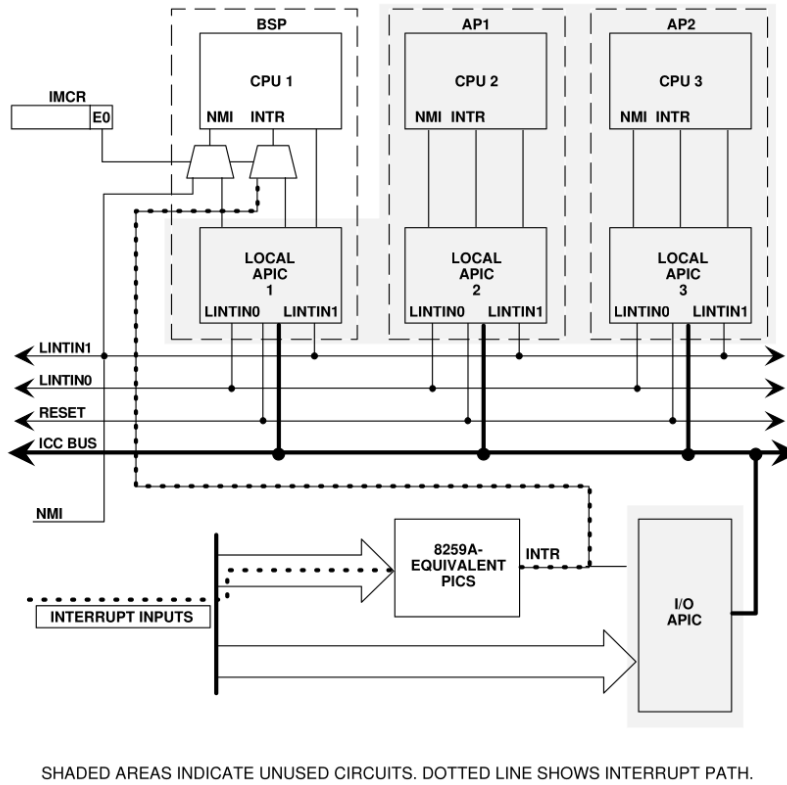 BSP
AP1
AP2
CPU 1
CPU 2
CPU 3
IMCR
E0
NMI INTR
NMI INTR
NMI INTR
LOCAL
APIC
1
LINTIN0 LINTIN1
LOCAL
APIC
2
LINTIN0 LINTIN1
LOCAL
APIC
3
LINTIN0 LINTIN1
LINTIN1
LINTIN0
RESET
ICC BUS
NMI
8259A-
EQUIVALENT
PICS
INTR
INTERRUPT INPUTS
I/O
APIC
SHADED AREAS INDICATE UNUSED CIRCUITS. DOTTED LINE SHOWS INTERRUPT PATH.